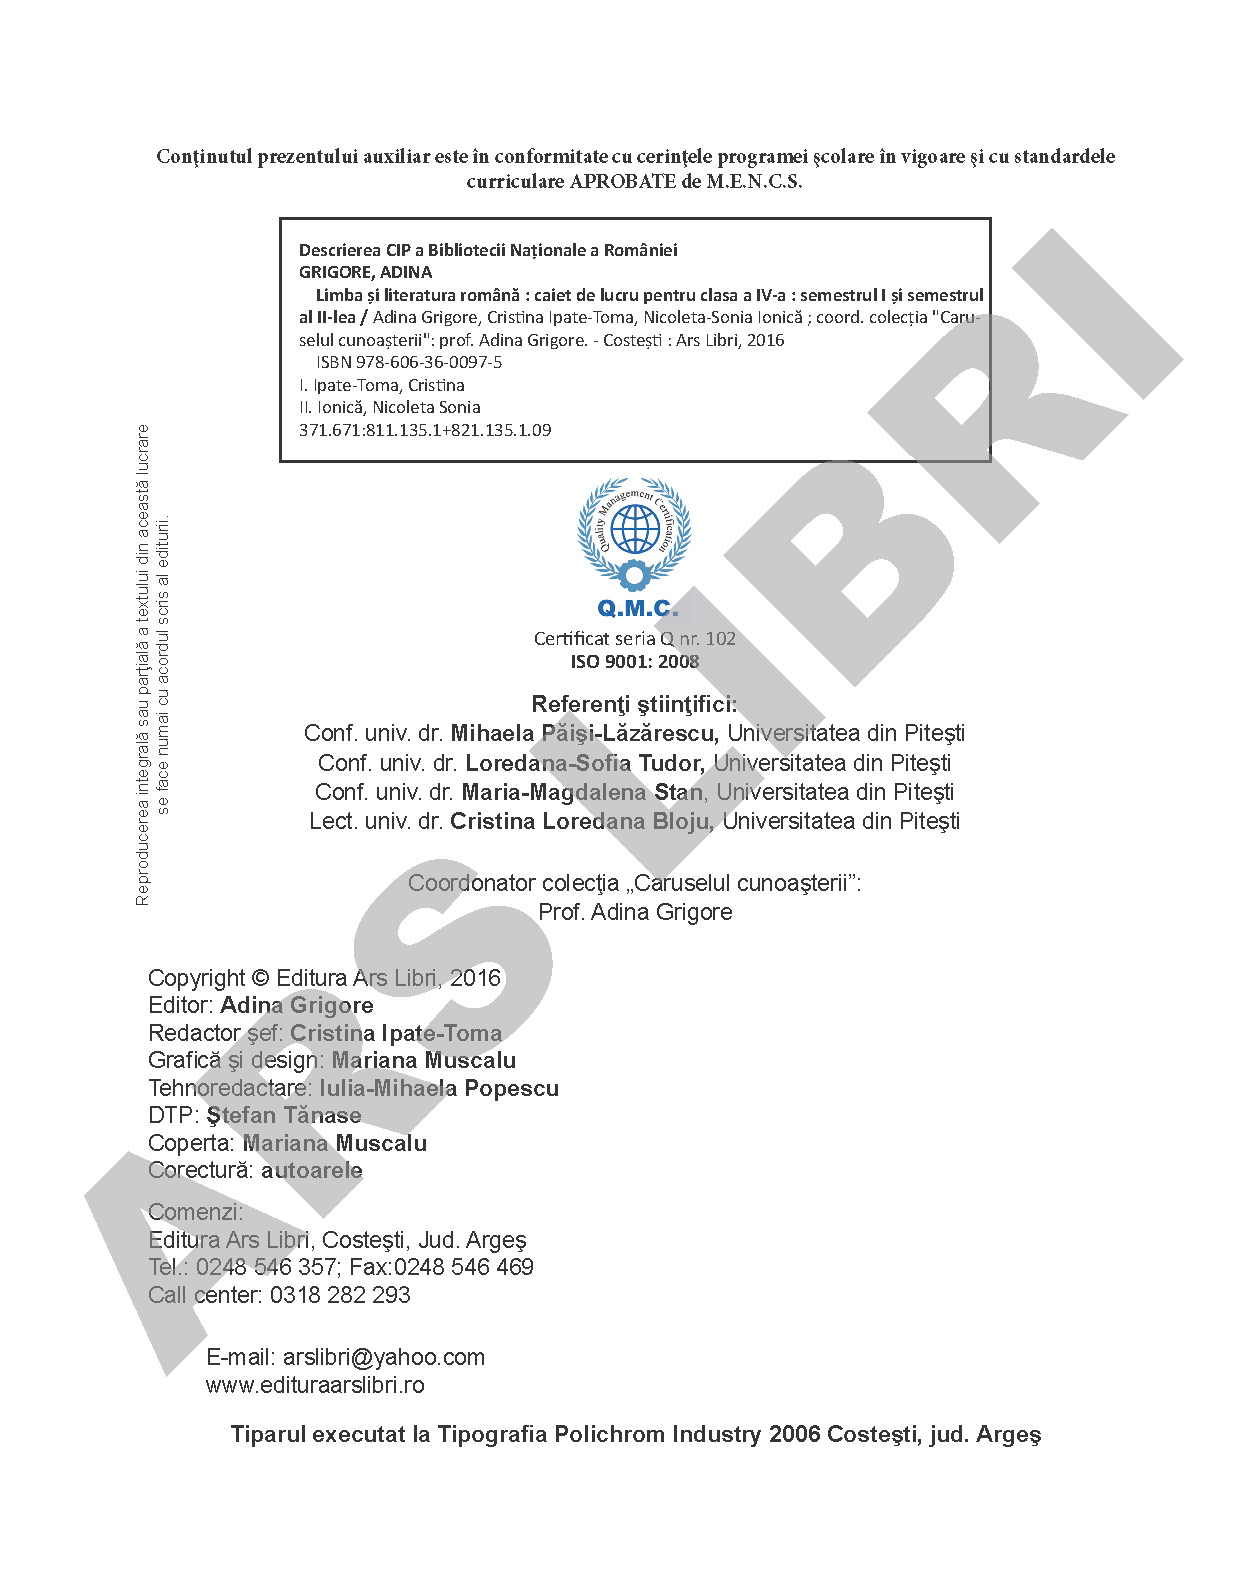 Conţinutul prezentului auxiliar este în conformitate cu cerinţele programei şcolare în vigoare şi cu standardele
curriculare APROBATE de M.E.N.C.S.
Descrierea CIP a Bibliotecii Naționale a României
GRIGORE, ADINA
Limba și literatura română : caiet de lucru pentru clasa a IV-a : semestrul I și semestrul
al II-lea / Adina Grigore, Cristina Ipate-Toma, Nicoleta-Sonia Ionică ; coord. colecția "Caru-
selul cunoașterii": prof. Adina Grigore. - Costești : Ars Libri, 2016
ISBN 978-606-36-0097-5
I. Ipate-Toma, Cristina
II. Ionică, Nicoleta Sonia
371.671:811.135.1+821.135.1.09
Reproducerea integrală sau parţială a textului din această lucrare
se face numai cu acordul scris al editurii.
Quality Management Certification
Q.M.C.
Certificat seria Q nr. 102
ISO 9001: 2008
Referenţi ştiinţifici:
Conf. univ. dr. Mihaela Păişi-Lăzărescu, Universitatea din Piteşti
Conf. univ. dr. Loredana-Sofia Tudor, Universitatea din Piteşti
Conf. univ. dr. Maria-Magdalena Stan, Universitatea din Piteşti
Lect. univ. dr. Cristina Loredana Bloju, Universitatea din Piteşti
Coordonator colecţia „Caruselul cunoaşterii”:
Prof. Adina Grigore
Copyright © Editura Ars Libri, 2016
Editor: Adina Grigore
Redactor şef: Cristina Ipate-Toma
Grafică şi design: Mariana Muscalu
Tehnoredactare: Iulia-Mihaela Popescu
DTP: Ştefan Tănase
Coperta: Mariana Muscalu
Corectură: autoarele
Comenzi:
Editura Ars Libri, Costeşti, Jud. Argeş
Tel.: 0248 546 357; Fax:0248 546 469
Call center: 0318 282 293
E-mail: arslibri@yahoo.com
www.edituraarslibri.ro
Tiparul executat la Tipografia Polichrom Industry 2006 Costeşti, jud. Argeş
ARS LIBRI